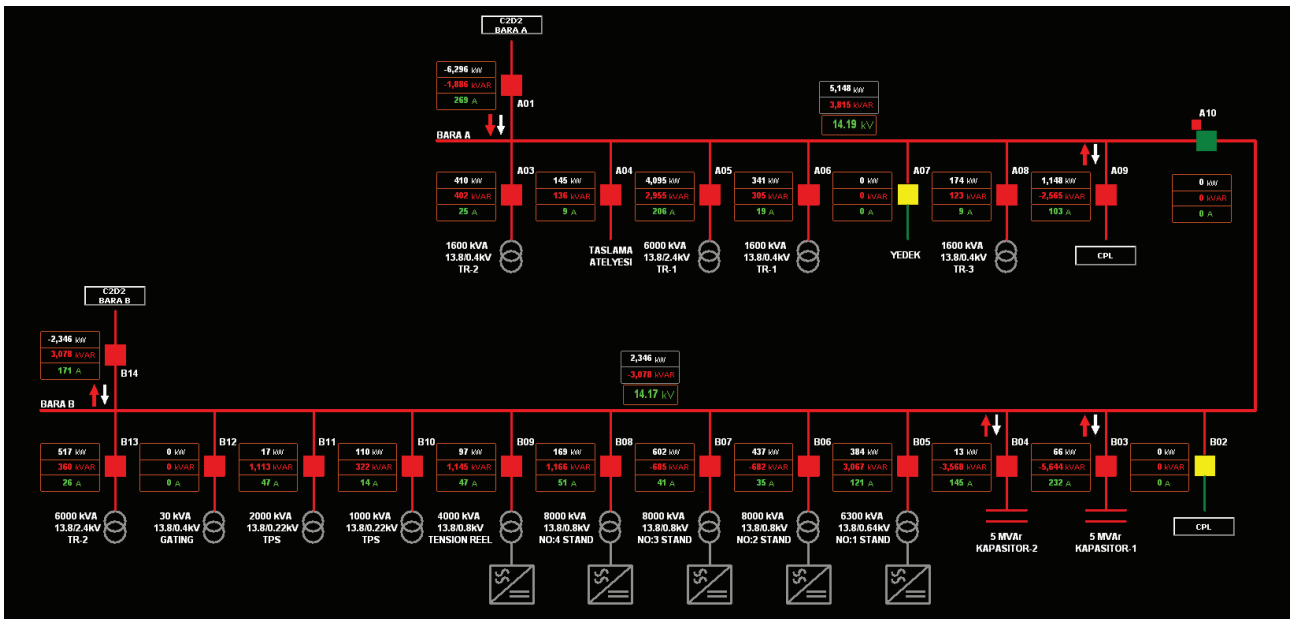 C2D2
BARA A
-6,296 kW
-1,886 kVAR
269 A
A01
5,148 kW
3,815 kVAR
14.19 kV
A10
BARA A
A03
A04
A05
A06
A07
A08
A09
410 kW
402 kVAR
25 A
145 kW
136 kVAR
9 A
4,095 kW
2,955 kVAR
206 A
341 kW
305 kVAR
19 A
0 kW
0 kVAR
0 A
174 kW
123 kVAR
9 A
1,148 kW
-2,565 kVAR
103 A
0 kW
0 kVAR
0 A
1600 kVA
13.8/0.4kV
TR-2
TASLAMA
ATELYESI
6000 kVA
13.8/2.4kV
TR-1
1600 kVA
13.8/0.4kV
TR-1
YEDEK
1600 kVA
13.8/0.4kV
TR-3
CPL
C2D2
BARA B
-2,346 kW
3,078 kVAR
171 A
B14
2,346 kW
-3,078 kVAR
14.17 kV
BARA B
B13
B12
B11
B10
B09
B08
B07
B06
B05
B04
B03
B02
517 kW
360 kVAR
26 A
0 kW
0 kVAR
0 A
17 kW
1,113 kVAR
47 A
110 kW
322 kVAR
14 A
97 kW
1,145 kVAR
47 A
169 kW
1,166 kVAR
51 A
602 kW
-685 kVAR
41 A
437 kW
-682 kVAR
35 A
384 kW
3,067 kVAR
121 A
13 kW
-3,568 kVAR
145 A
66 kW
-5,644 kVAR
232 A
0 kW
0 kVAR
0 A
6000 kVA
13.8/2.4kV
TR-2
30 kVA
13.8/0.4kV
GATING
2000 kVA
13.8/0.22kV
TPS
1000 kVA
13.8/0.22kV
TPS
4000 kVA
13.8/0.8kV
TENSION REEL
8000 kVA
13.8/0.8kV
NO:4 STAND
8000 kVA
13.8/0.8kV
NO:3 STAND
8000 kVA
13.8/0.8kV
NO:2 STAND
6300 kVA
13.8/0.64kV
NO:1 STAND
5 MVAr
KAPASITOR-2
5 MVAr
KAPASITOR-1
CPL